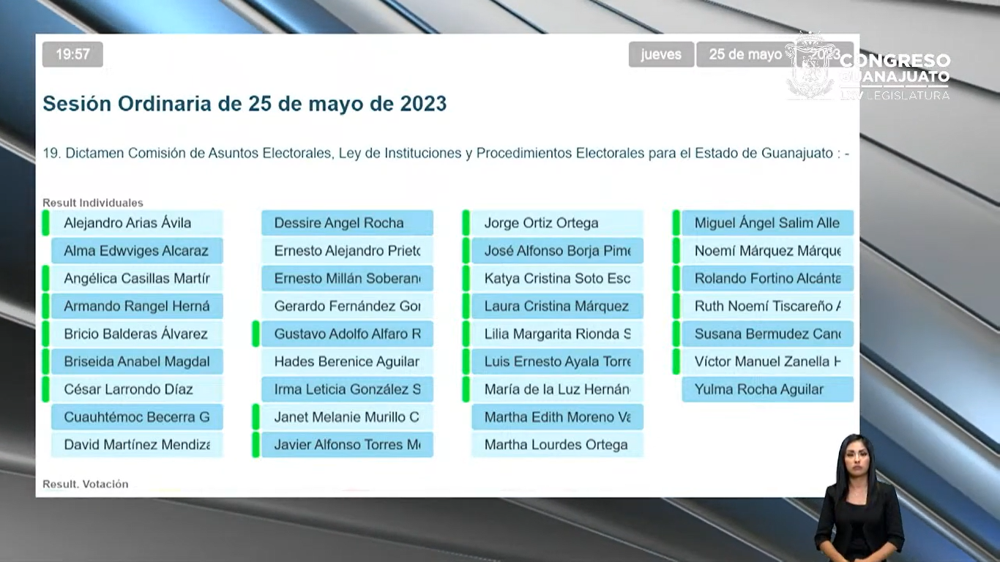 19:57
jueves
25 de mayo
2023
CONGRESO
GUANAJUATO
LXV LEGISLATURA
Sesión Ordinaria de 25 de mayo de 2023
19. Dictamen Comisión de Asuntos Electorales, Ley de Instituciones y Procedimientos Electorales para el Estado de Guanajuato : -
Result Individuales
Alejandro Arias Ávila
Alma Edwviges Alcaraz
Angélica Casillas Martír
Armando Rangel Herná
Bricio Balderas Álvarez
Briseida Anabel Magdal
César Larrondo Díaz
Cuauhtémoc Becerra G
David Martínez Mendiza
Dessire Angel Rocha
Ernesto Alejandro Prieto
Ernesto Millán Soberan
Gerardo Fernández Gor
Gustavo Adolfo Alfaro R
Hades Berenice Aguilar
Irma Leticia González S
Janet Melanie Murillo C
Javier Alfonso Torres Me
Jorge Ortiz Ortega
José Alfonso Borja Pime
Katya Cristina Soto Esc
Laura Cristina Márquez
Lilia Margarita Rionda S
Luis Ernesto Ayala Torre
María de la Luz Hernán
Martha Edith Moreno Va
Martha Lourdes Ortega
Miguel Ángel Salim Alle
Noemí Márquez Márque
Rolando Fortino Alcánta
Ruth Noemí Tiscareño A
Susana Bermudez Canc
Víctor Manuel Zanella H
Yulma Rocha Aguilar
Result. Votación